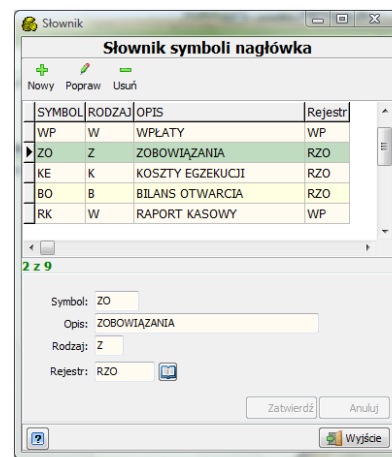 Słownik
Słownik symboli nagłówka
Nowy Popraw Usuń
SYMBOL RODZAJ OPIS Rejestr
WP W WPŁATY WP
ZO Z ZOBOWIĄZANIA RZO
KE K KOSZTY EGZEKUCJI RZO
BO B BILANS OTWARCIA RZO
RK W RAPORT KASOWY WP
2 z 9
Symbol: ZO
Opis: ZOBOWIĄZANIA
Rodzaj: Z
Rejestr: RZO
Zatwierdź Anuluj
? Wyjście